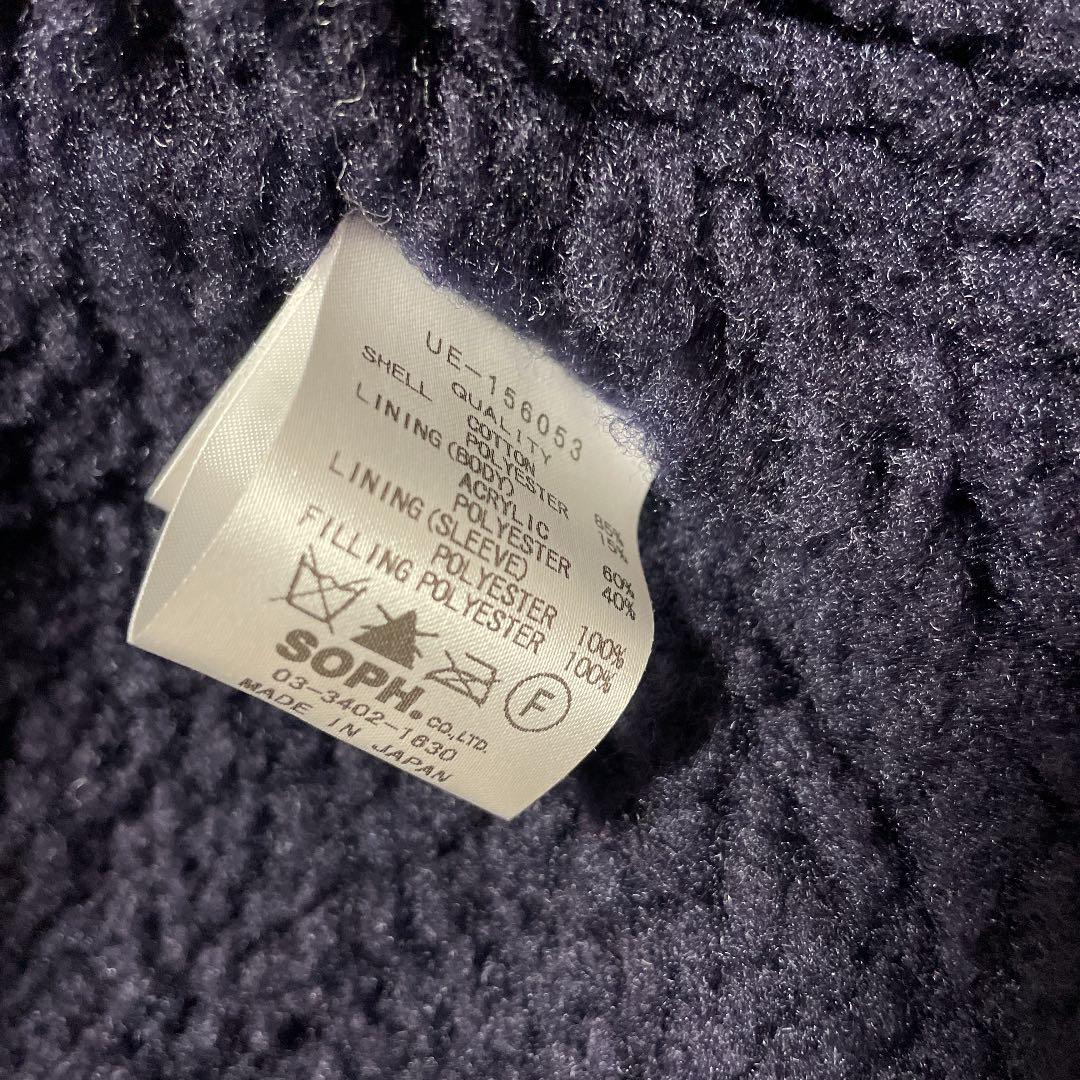 UE-156053
SHELL QUALITY
COTTON 85%
POLYESTER 15%
LINING(BODY)
ACRYLIC 60%
POLYESTER 40%
LINING(SLEEVE)
POLYESTER 100%
FILLING POLYESTER 100%
F
SOPH.CO.,LTD.
03-3402-1630
MADE IN JAPAN